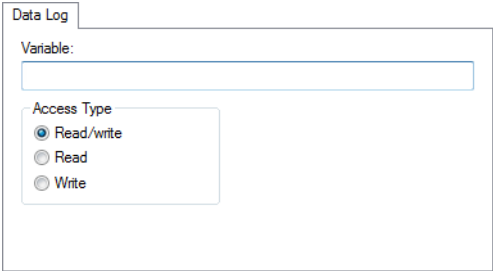 Data Log
Variable:
Access Type
Read/write
Read
Write